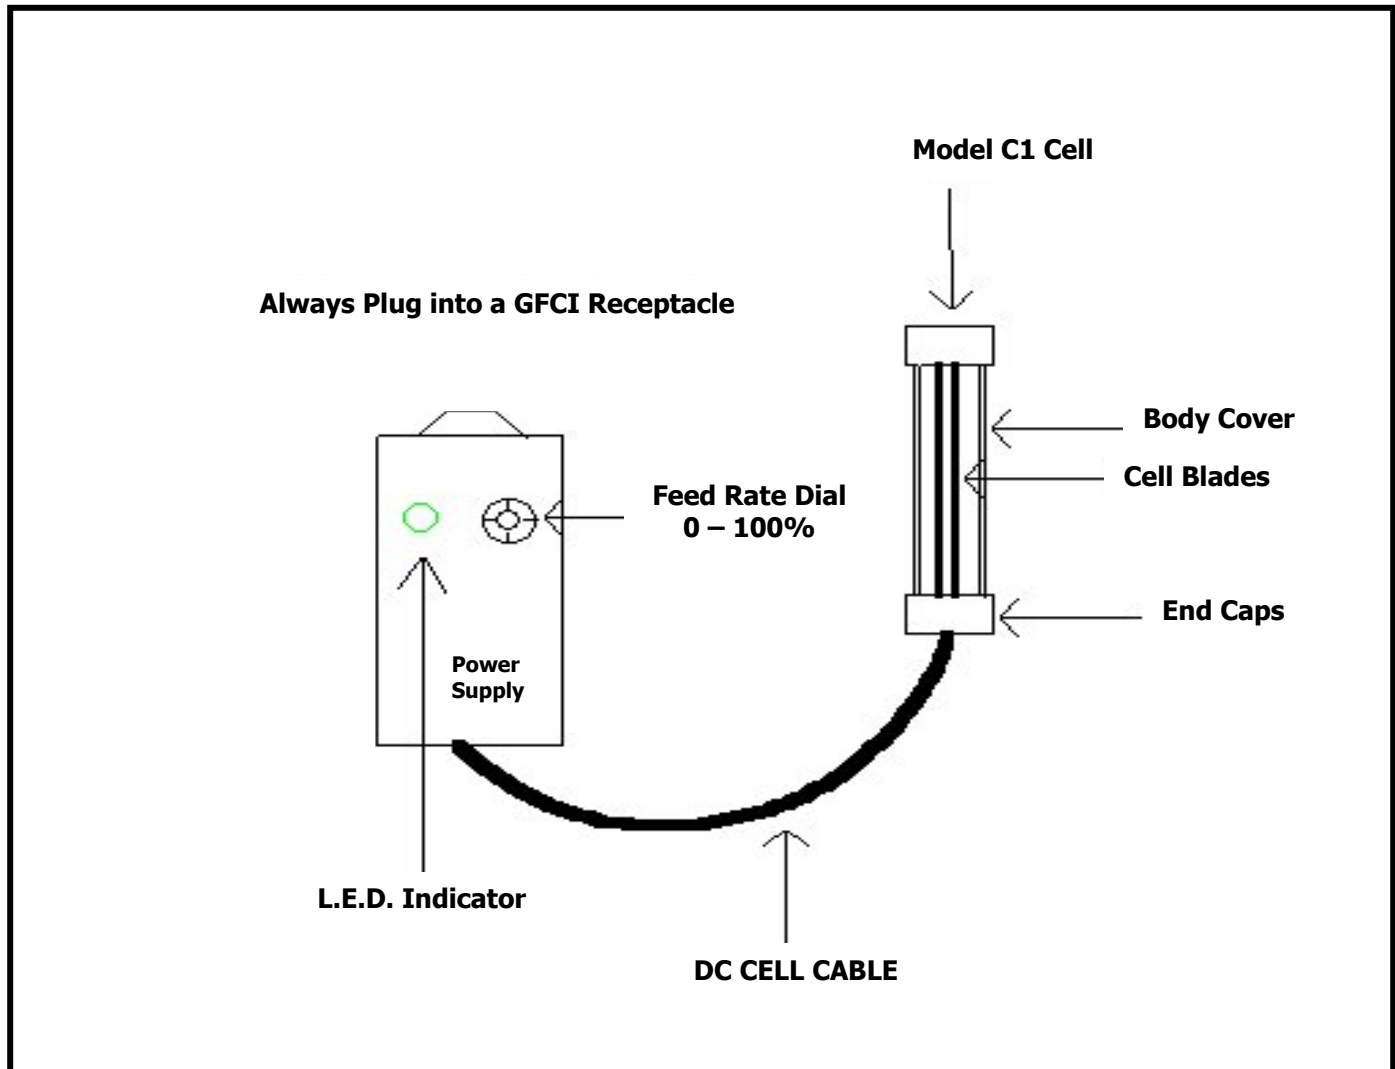 Model C1 Cell
Always Plug into a GFCI Receptacle
Body Cover
Cell Blades
Feed Rate Dial
0 – 100%
End Caps
Power
Supply
L.E.D. Indicator
DC CELL CABLE